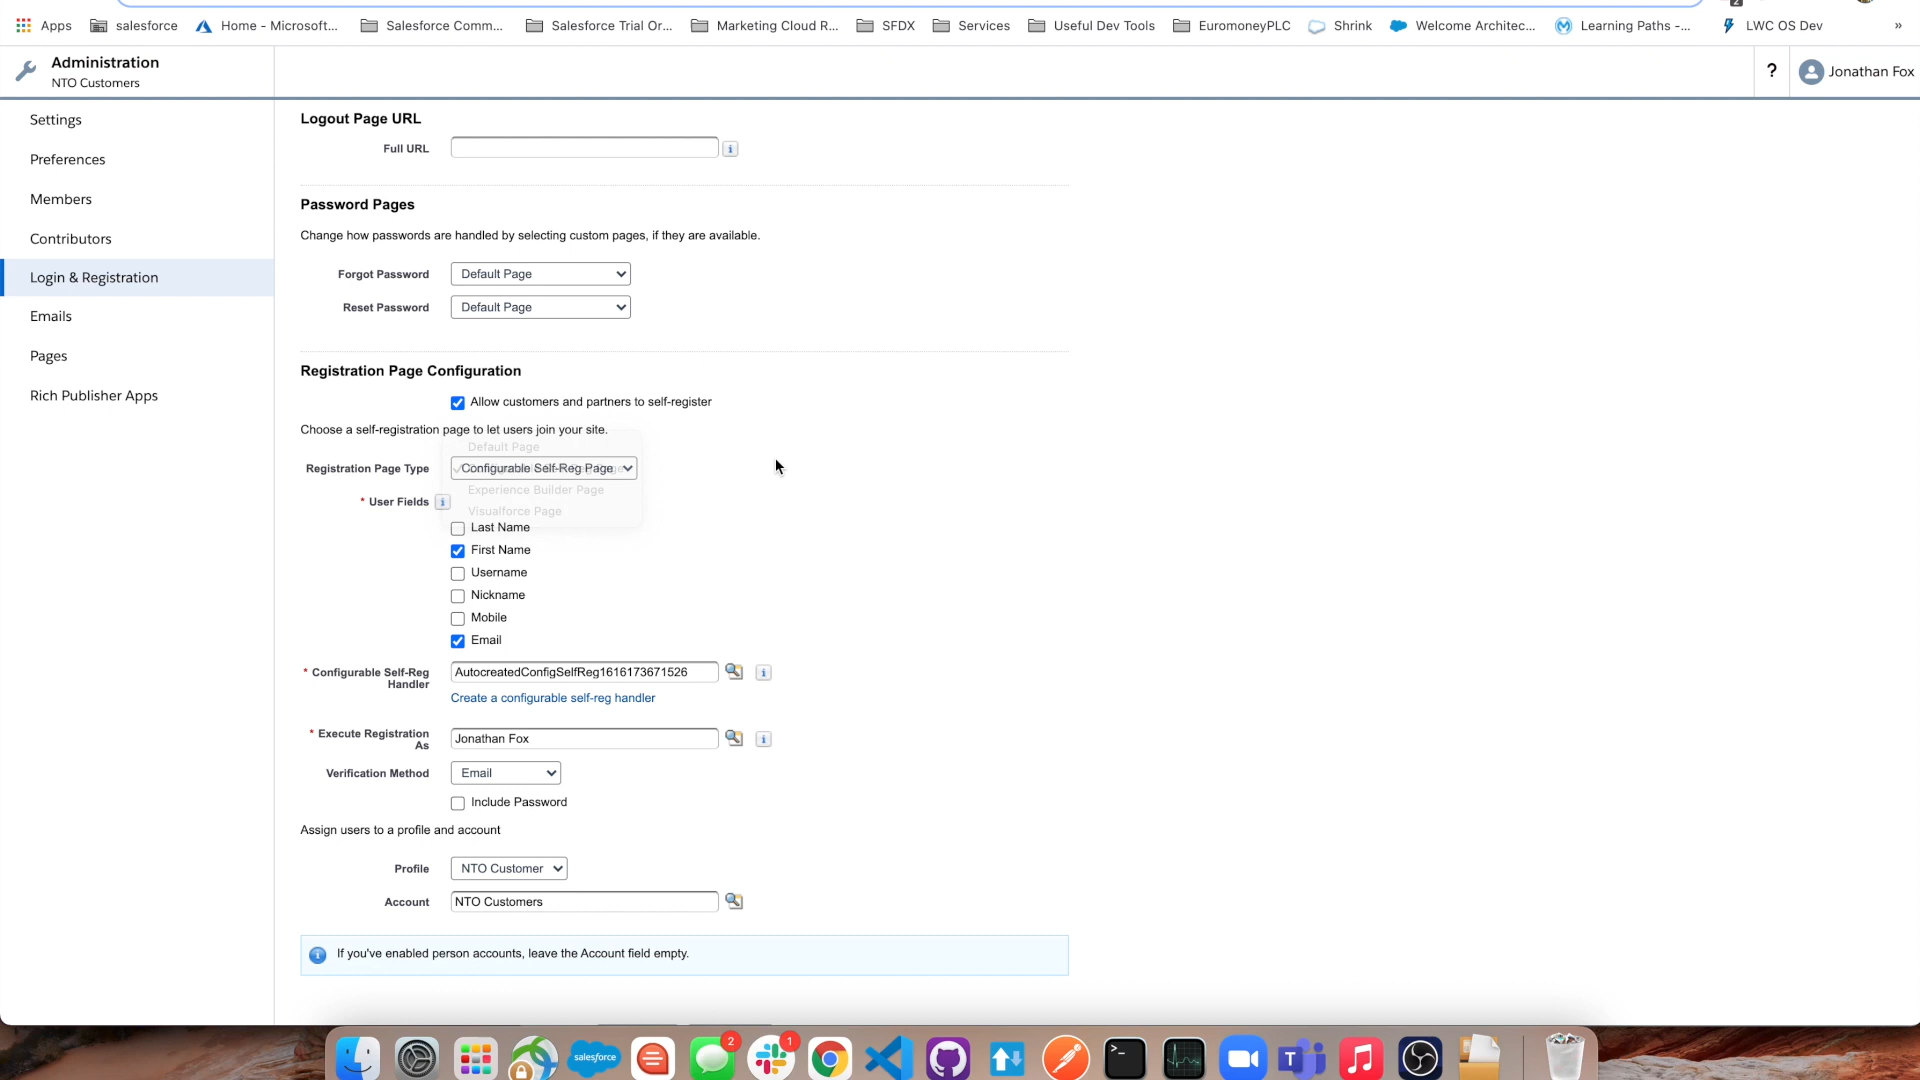 Apps
salesforce
Home - Microsoft...
Salesforce Comm...
Salesforce Trial Or...
Marketing Cloud R...
SFDX
Services
Useful Dev Tools
EuromoneyPLC
Shrink
Welcome Architec...
Learning Paths -...
LWC OS Dev
»
Administration
NTO Customers
?
Jonathan Fox
Settings
Preferences
Members
Contributors
Login & Registration
Emails
Pages
Rich Publisher Apps
Logout Page URL
Full URL
Password Pages
Change how passwords are handled by selecting custom pages, if they are available.
Forgot Password
Default Page
Reset Password
Default Page
Registration Page Configuration
Allow customers and partners to self-register
Choose a self-registration page to let users join your site.
Default Page
Registration Page Type
Configurable Self-Reg Page
Experience Builder Page
* User Fields
Visualforce Page
Last Name
First Name
Username
Nickname
Mobile
Email
* Configurable Self-Reg
Handler
AutocreatedConfigSelfReg1616173671526
Create a configurable self-reg handler
* Execute Registration
As
Jonathan Fox
Verification Method
Email
Include Password
Assign users to a profile and account
Profile
NTO Customer
Account
NTO Customers
If you've enabled person accounts, leave the Account field empty.
salesforce
2
1